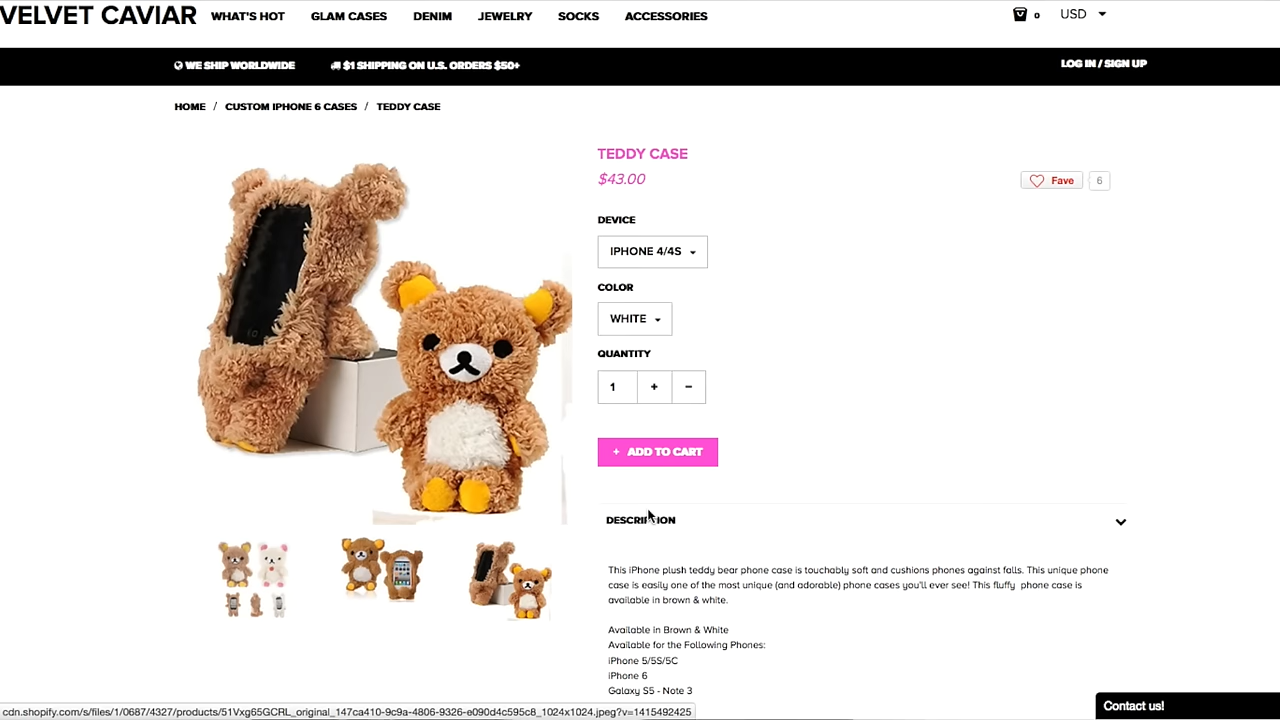 VELVET CAVIAR WHAT'S HOT GLAM CASES DENIM JEWELRY SOCKS ACCESSORIES 0 USD
WE SHIP WORLDWIDE $1 SHIPPING ON U.S. ORDERS $50+ LOG IN / SIGN UP
HOME / CUSTOM IPHONE 6 CASES / TEDDY CASE
TEDDY CASE
$43.00
Fave 6
DEVICE
IPHONE 4/4S
COLOR
WHITE
QUANTITY
1 + −
+ ADD TO CART
DESCRIPTION
This iPhone plush teddy bear phone case is touchably soft and cushions phones against falls. This unique phone
case is easily one of the most unique (and adorable) phone cases you'll ever see! This fluffy phone case is
available in brown & white.
Available in Brown & White
Available for the Following Phones:
iPhone 5/5S/5C
iPhone 6
Galaxy S5 - Note 3
Contact us!
cdn.shopify.com/s/files/1/0687/4327/products/51Vxg65GCRL_original_147ca410-9c9a-4806-9326-e090d4c595c8_1024x1024.jpeg?v=1415492425